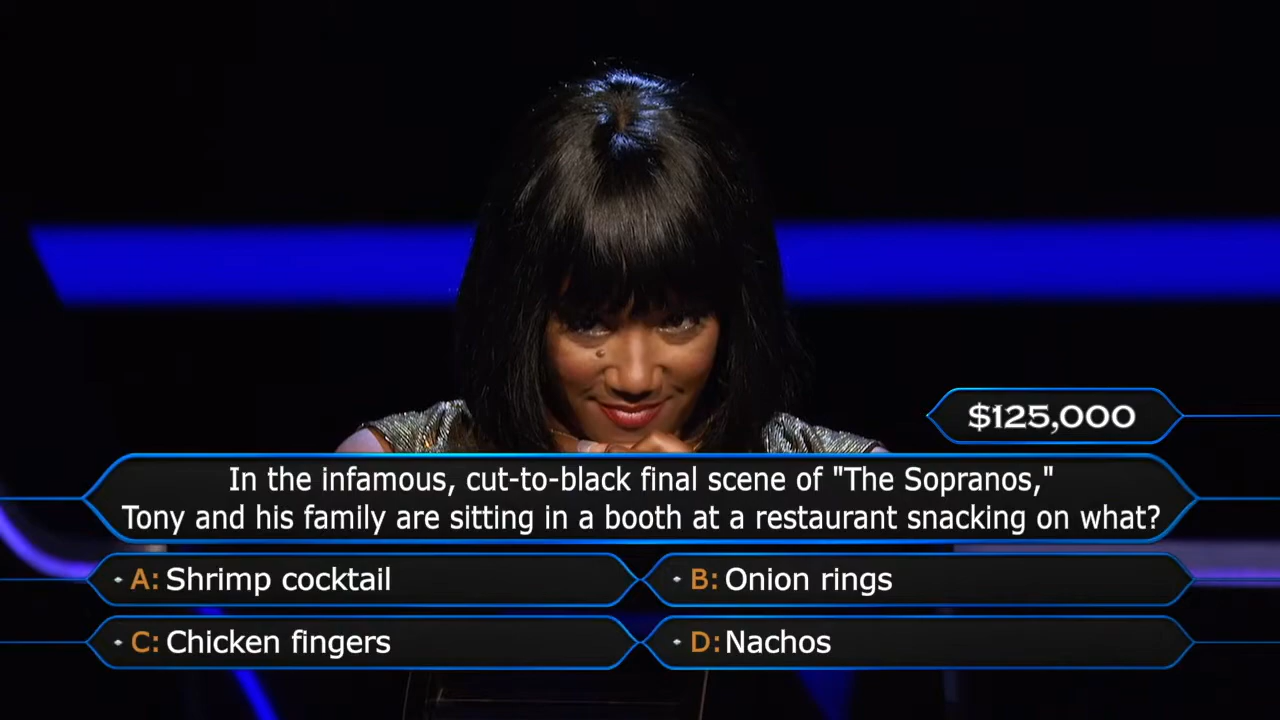 $125,000
In the infamous, cut-to-black final scene of "The Sopranos,"
Tony and his family are sitting in a booth at a restaurant snacking on what?
A: Shrimp cocktail
B: Onion rings
C: Chicken fingers
D: Nachos